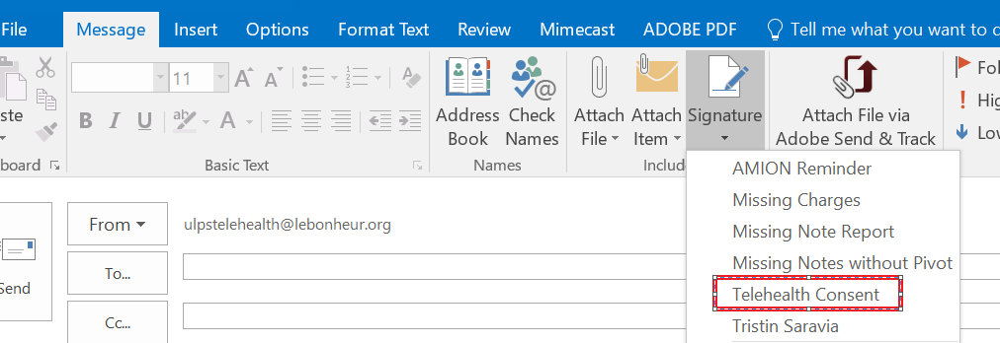 File Message Insert Options Format Text Review Mimecast ADOBE PDF Tell me what you want to d
11 A A
B I U ab A
ste
board
Basic Text
Address Book
Check Names
Names
Attach File
Attach Item
Signature
Includ
Attach File via Adobe Send & Track
Follo
Hig
Low
AMION Reminder
Missing Charges
Missing Note Report
Missing Notes without Pivot
Telehealth Consent
Tristin Saravia
From ulpstelehealth@lebonheur.org
To...
Send
Cc...